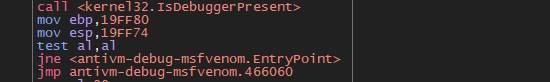 call <kernel32.IsDebuggerPresent>
mov ebp,19FF80
mov esp,19FF74
test al,al
jne <antivm-debug-msfvenom.EntryPoint>
jmp antivm-debug-msfvenom.466060